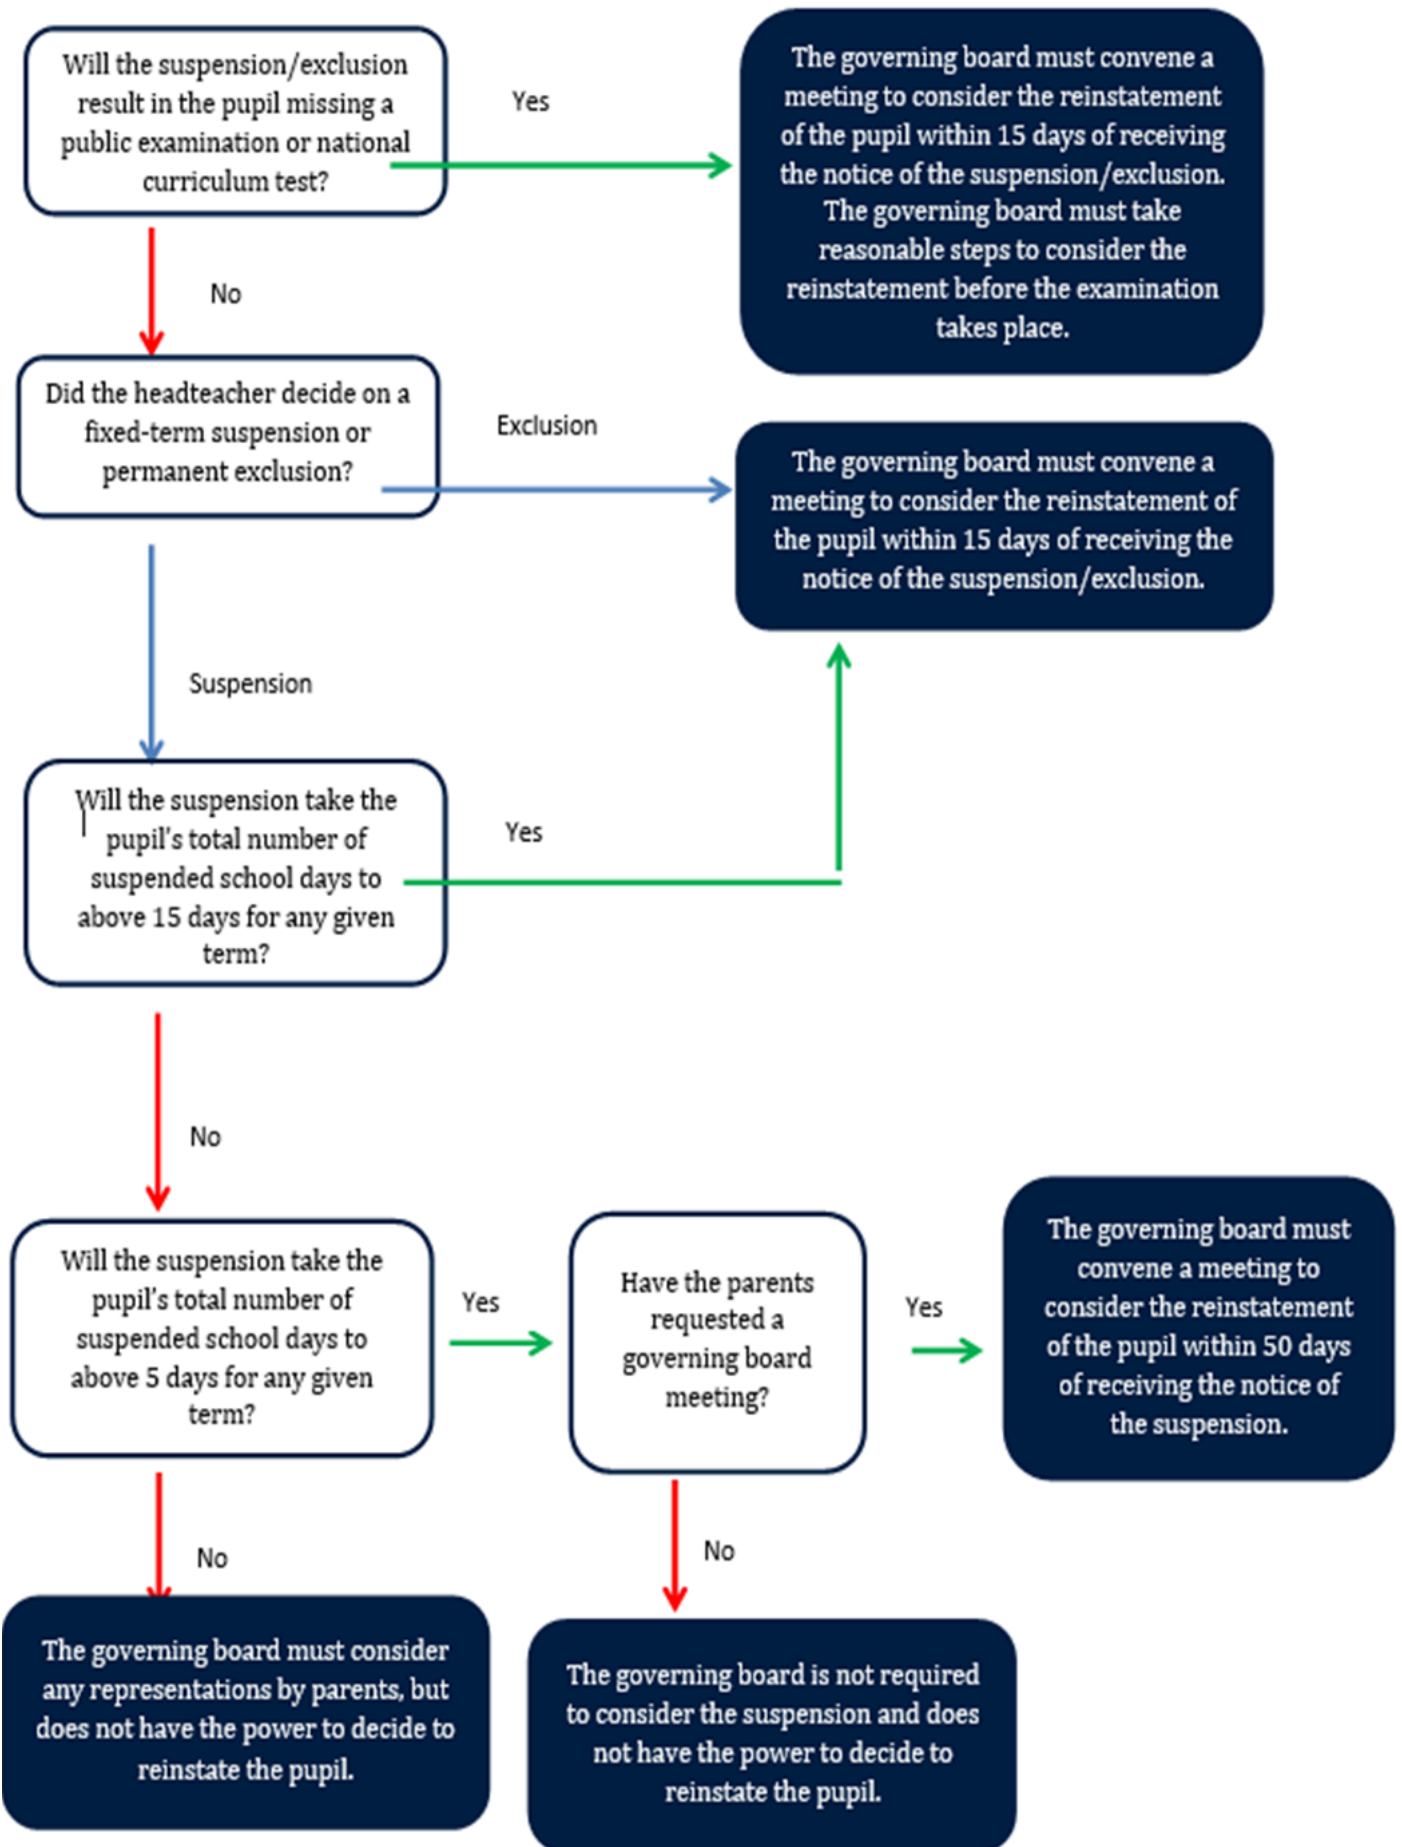 Will the suspension/exclusion
result in the pupil missing a
public examination or national
curriculum test?
Yes
The governing board must convene a
meeting to consider the reinstatement
of the pupil within 15 days of receiving
the notice of the suspension/exclusion.
The governing board must take
reasonable steps to consider the
reinstatement before the examination
takes place.
No
Did the headteacher decide on a
fixed-term suspension or
permanent exclusion?
Exclusion
The governing board must convene a
meeting to consider the reinstatement of
the pupil within 15 days of receiving the
notice of the suspension/exclusion.
Suspension
Will the suspension take the
pupil's total number of
suspended school days to
above 15 days for any given
term?
Yes
No
Will the suspension take the
pupil's total number of
suspended school days to
above 5 days for any given
term?
Yes
Have the parents
requested a
governing board
meeting?
Yes
The governing board must
convene a meeting to
consider the reinstatement
of the pupil within 50 days
of receiving the notice of
the suspension.
No
No
The governing board must consider
any representations by parents, but
does not have the power to decide to
reinstate the pupil.
The governing board is not required
to consider the suspension and does
not have the power to decide to
reinstate the pupil.